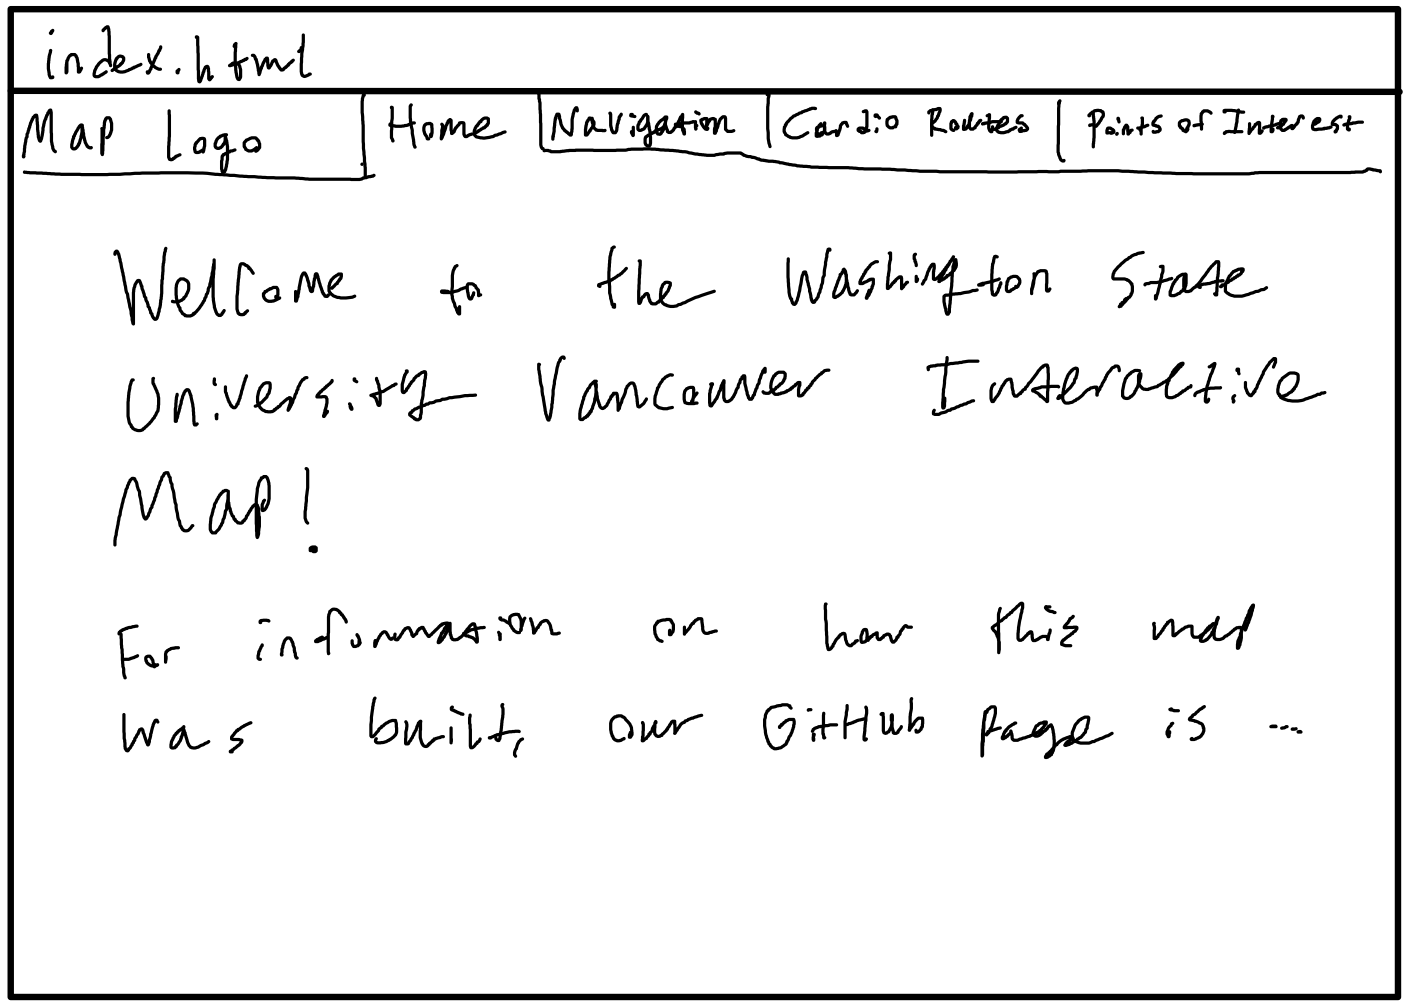 index.html
Map Logo Home Navigation Cardio Routes Points of Interest
Welcome to the Washington State
University Vancouver Interactive
Map!
For information on how this map
was built, our GitHub page is ...